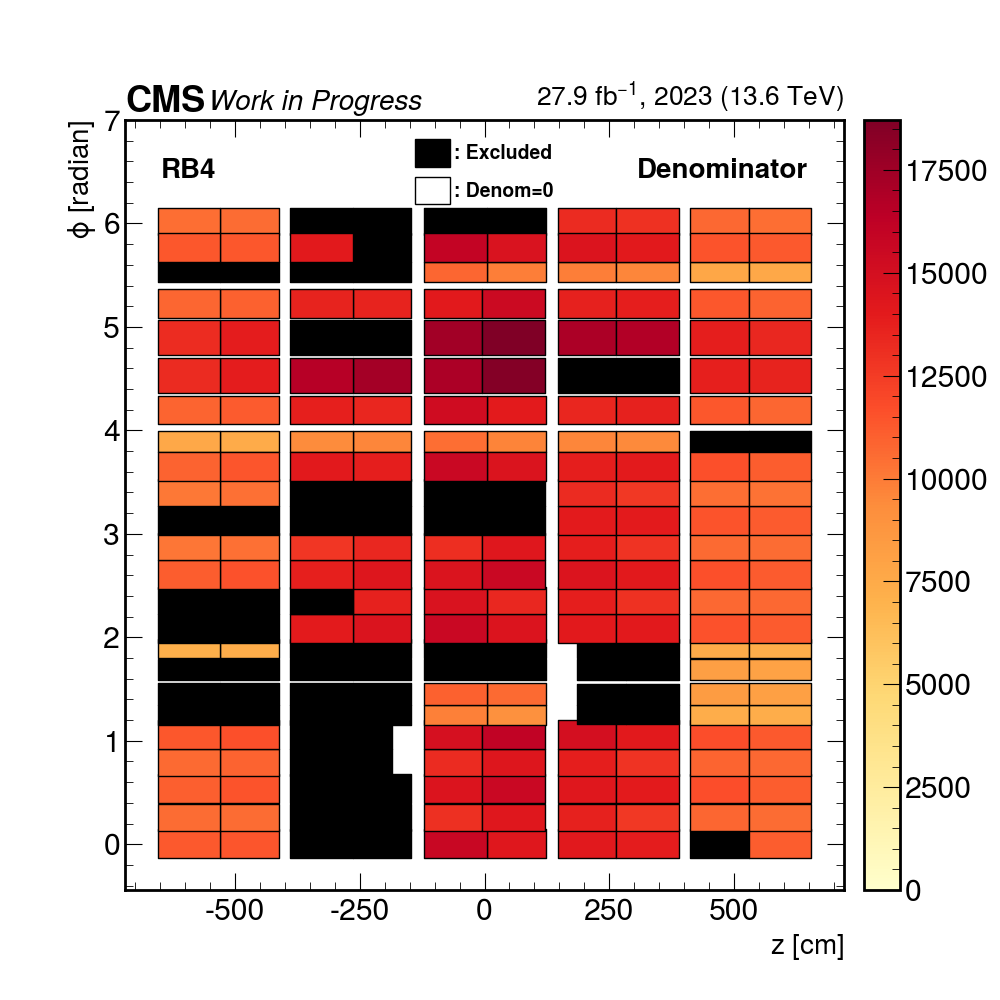 CMS Work in Progress
27.9 fb⁻¹, 2023 (13.6 TeV)
ϕ [radian]
RB4
: Excluded
: Denom=0
Denominator
7
6
5
4
3
2
1
0
-500
-250
0
250
500
z [cm]
17500
15000
12500
10000
7500
5000
2500
0